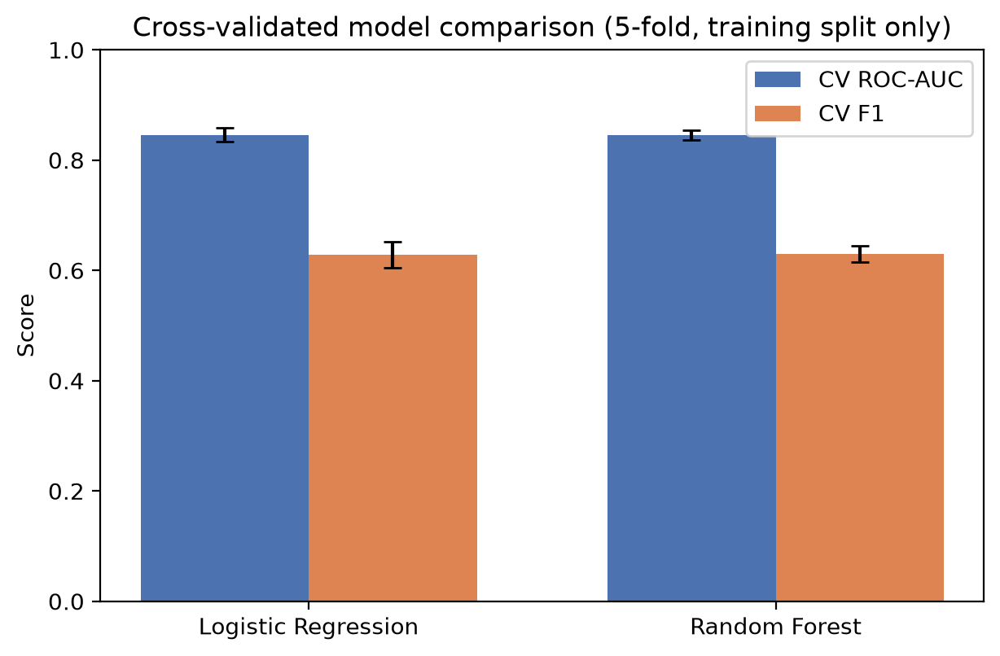 Cross-validated model comparison (5-fold, training split only)
1.0
CV ROC-AUC
CV F1
0.8
0.6
Score
0.4
0.2
0.0
Logistic Regression
Random Forest